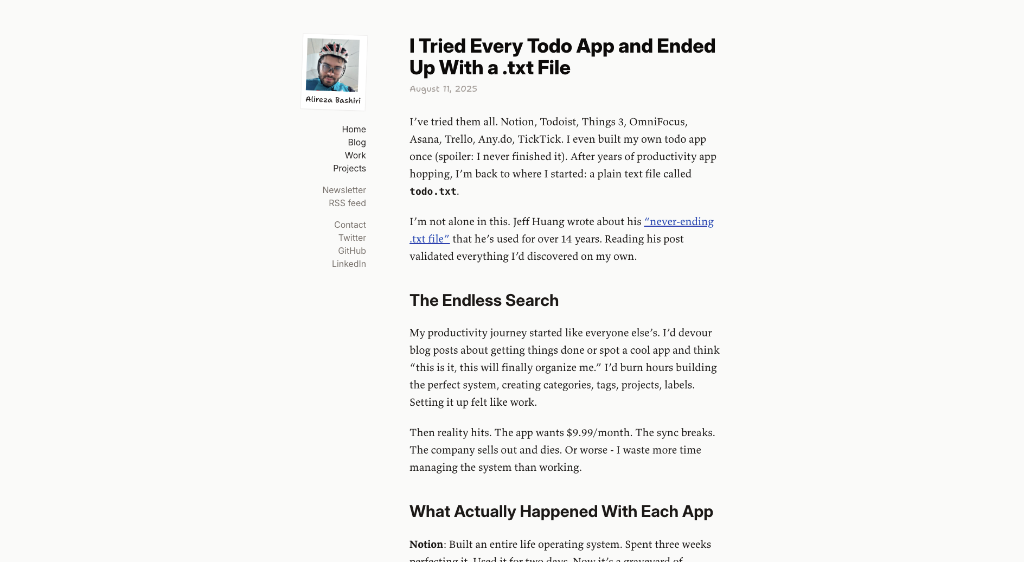 Alireza Bashiri
Home
Blog
Work
Projects
Newsletter
RSS feed
Contact
Twitter
GitHub
LinkedIn
I Tried Every Todo App and Ended
Up With a .txt File
August 11, 2025
I've tried them all. Notion, Todoist, Things 3, OmniFocus,
Asana, Trello, Any.do, TickTick. I even built my own todo app
once (spoiler: I never finished it). After years of productivity app
hopping, I'm back to where I started: a plain text file called
todo.txt.
I'm not alone in this. Jeff Huang wrote about his "never-ending
.txt file" that he's used for over 14 years. Reading his post
validated everything I'd discovered on my own.
The Endless Search
My productivity journey started like everyone else's. I'd devour
blog posts about getting things done or spot a cool app and think
"this is it, this will finally organize me." I'd burn hours building
the perfect system, creating categories, tags, projects, labels.
Setting it up felt like work.
Then reality hits. The app wants $9.99/month. The sync breaks.
The company sells out and dies. Or worse - I waste more time
managing the system than working.
What Actually Happened With Each App
Notion: Built an entire life operating system. Spent three weeks
perfecting it. Used it for two days. Now it's a graveyard of